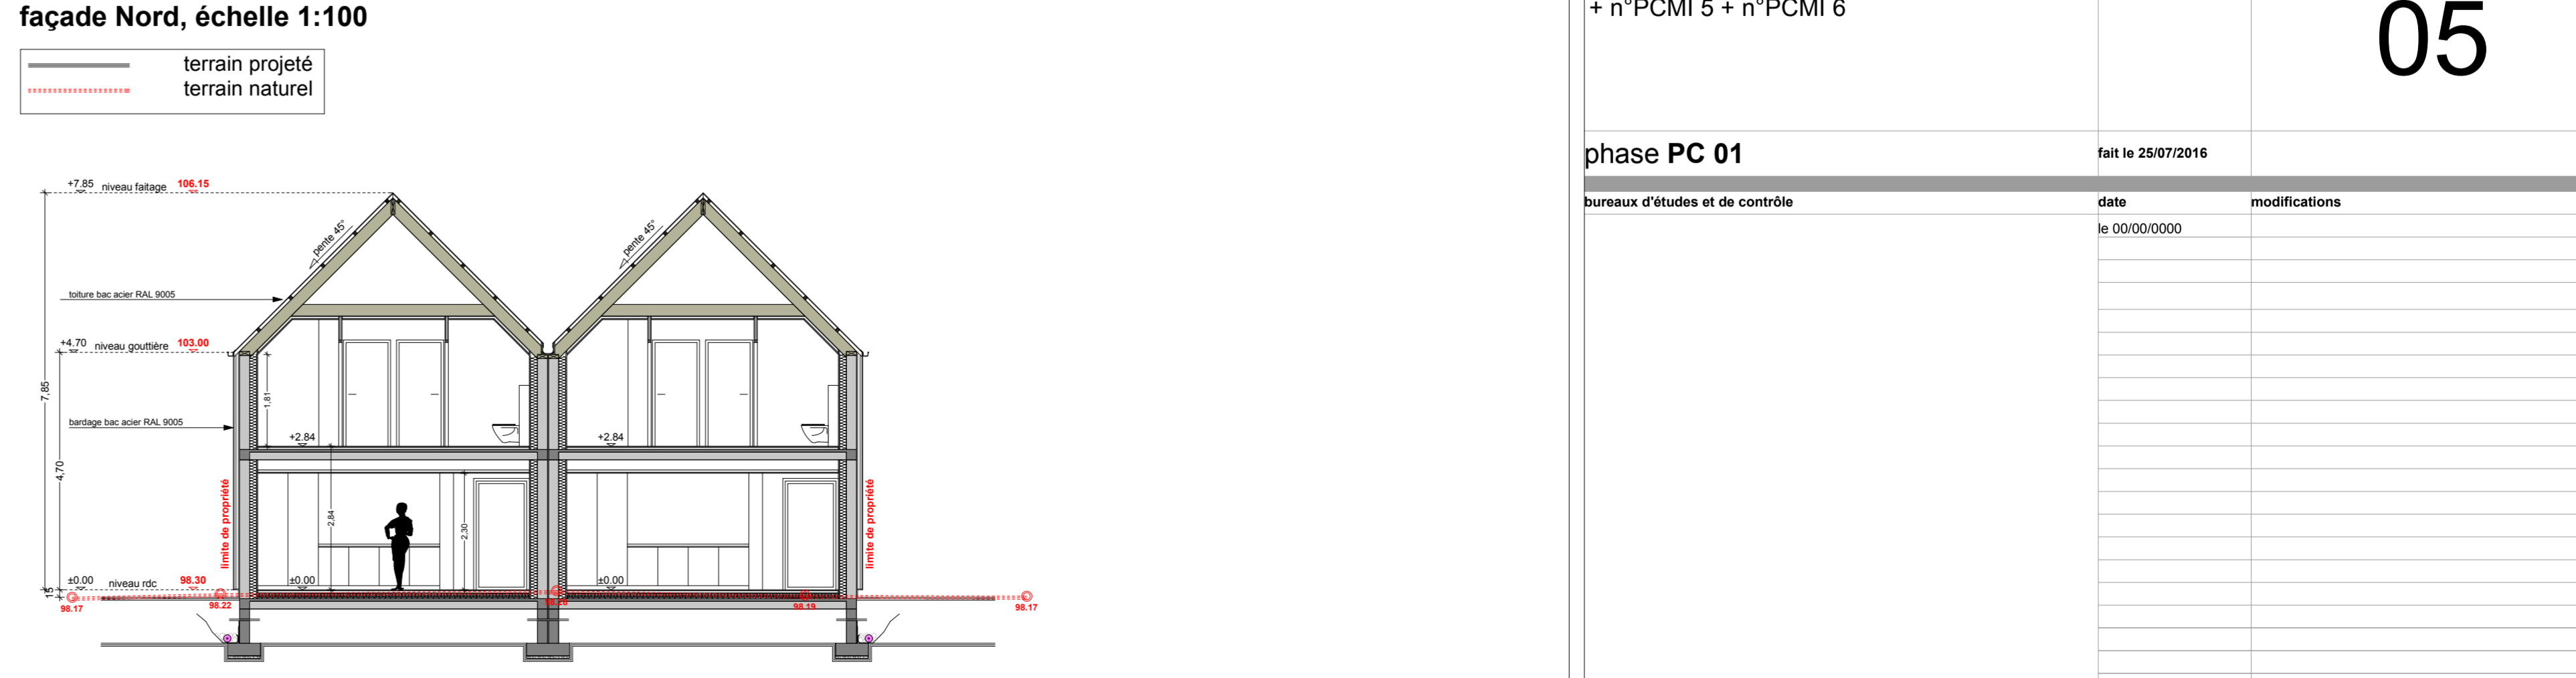 façade Nord, échelle 1:100
terrain projeté
terrain naturel
+ n°PCMI 5 + n°PCMI 6
05
phase PC 01
fait le 25/07/2016
bureaux d'études et de contrôle
date
modifications
le 00/00/0000
+7.85 niveau faitage 106.15
pente 45°
pente 45°
toiture bac acier RAL 9005
+4.70 niveau gouttière 103.00
7,85
1,81
bardage bac acier RAL 9005
+2.84
+2.84
4,70
limite de propriété
2,84
2,30
limite de propriété
±0.00 niveau rdc 98.30
±0.00
±0.00
15
98.17
98.22
98.19
98.17